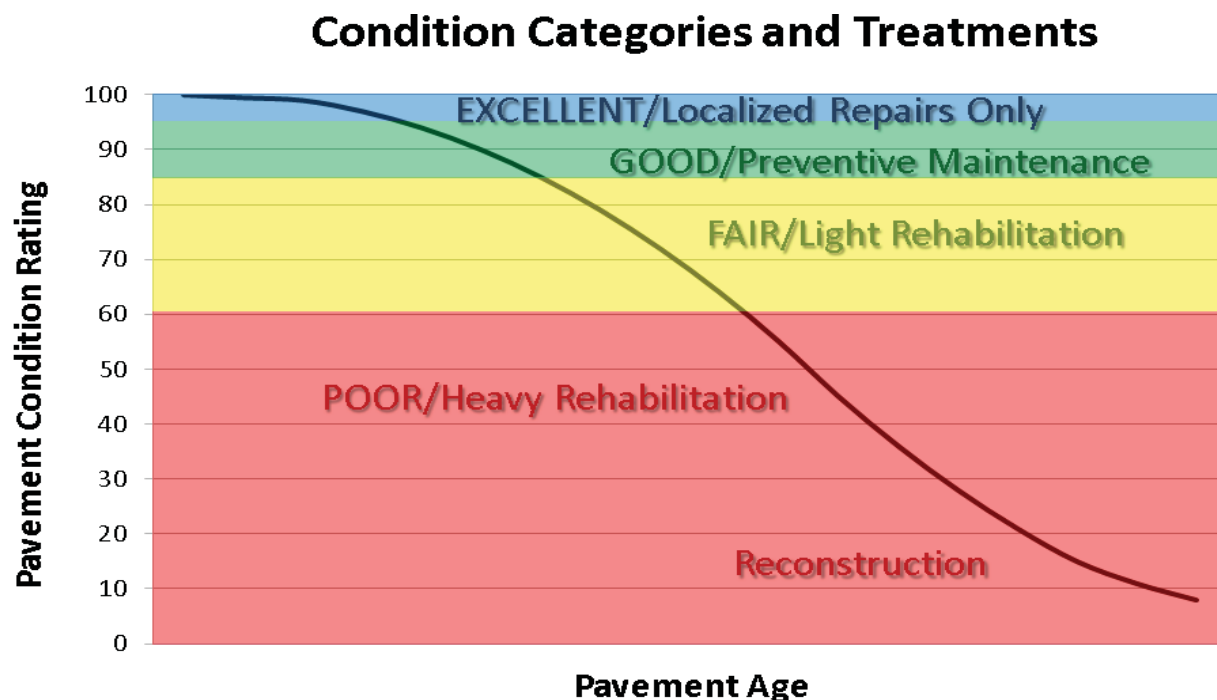 Condition Categories and Treatments
100
EXCELLENT/Localized Repairs Only
90
GOOD/Preventive Maintenance
80
FAIR/Light Rehabilitation
70
60
50
POOR/Heavy Rehabilitation
40
30
20
Reconstruction
10
0
Pavement Condition Rating
Pavement Age